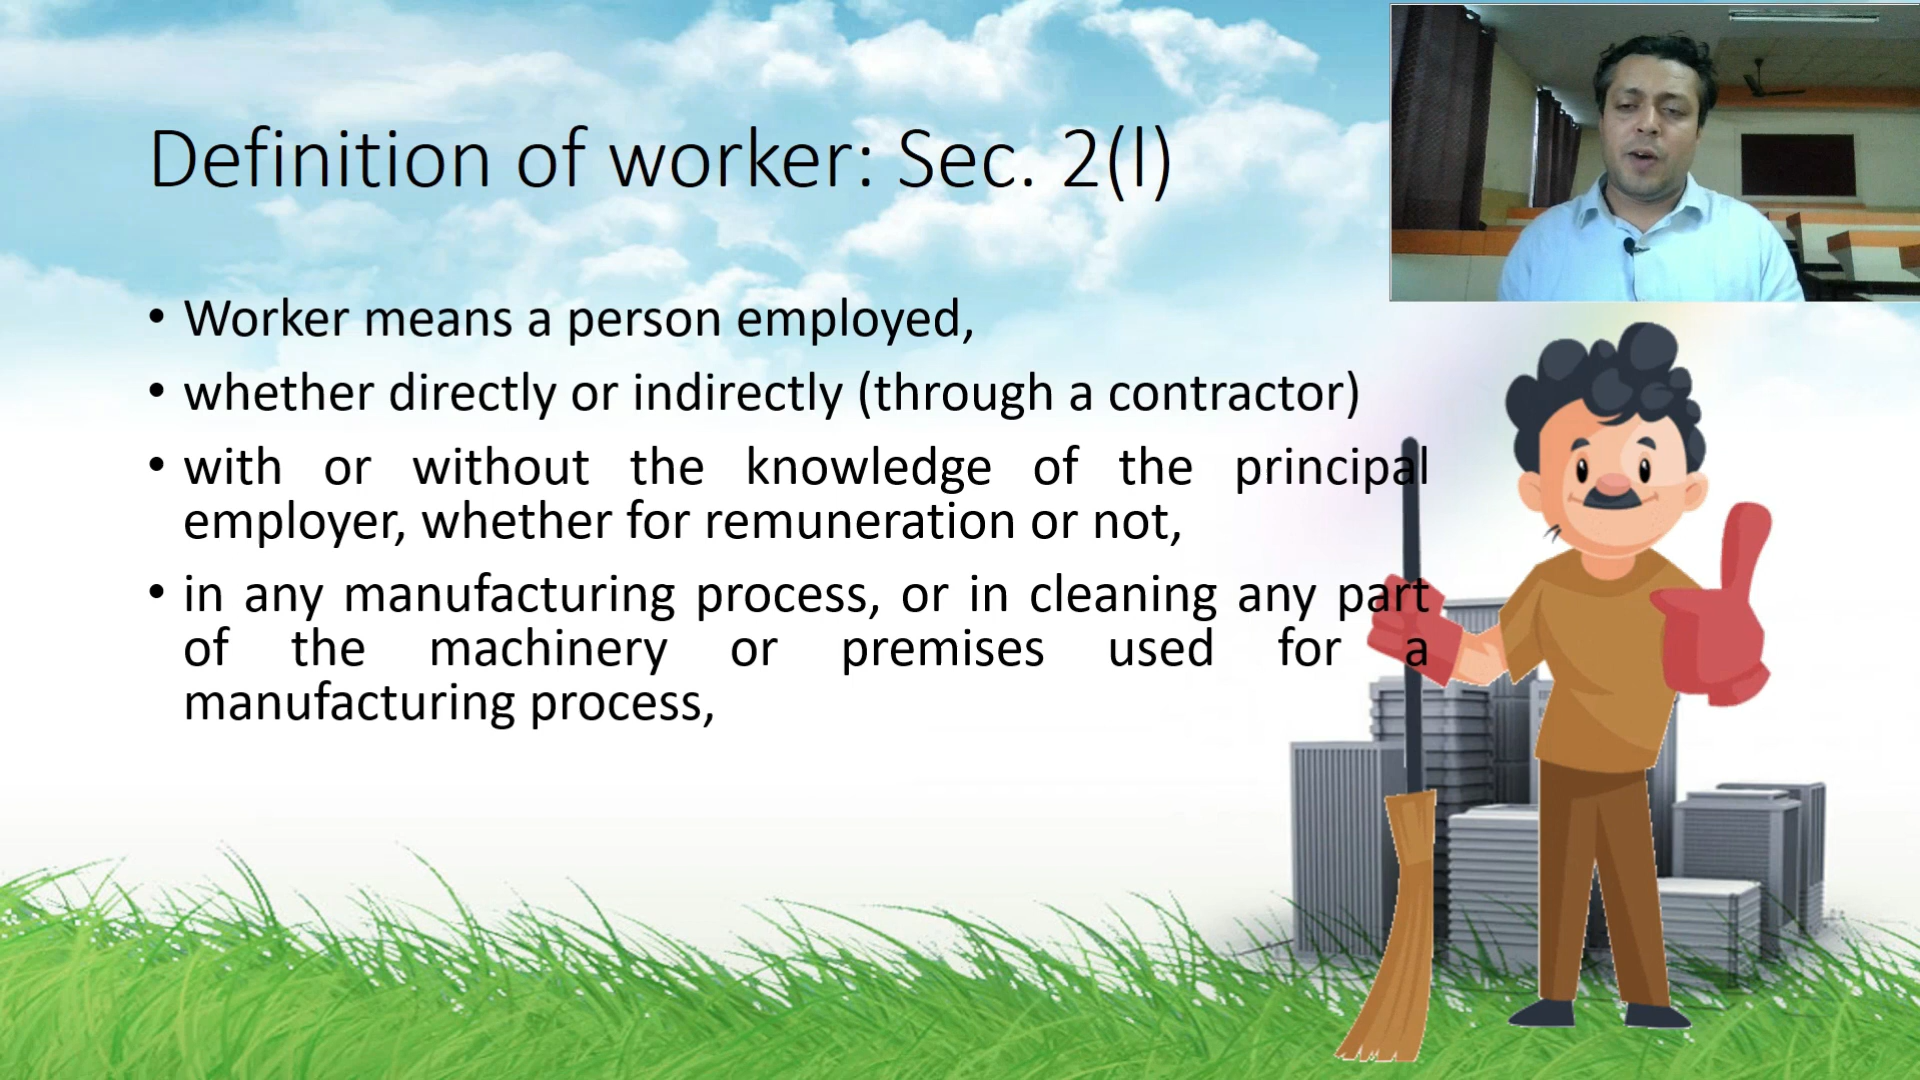 Definition of worker: Sec. 2(l)
• Worker means a person employed,
• whether directly or indirectly (through a contractor)
• with or without the knowledge of the principal
employer, whether for remuneration or not,
• in any manufacturing process, or in cleaning any part
of the machinery or premises used for a
manufacturing process,